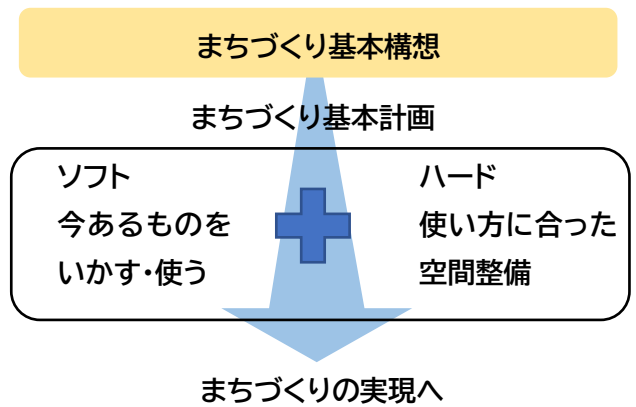 まちづくり基本構想
まちづくり基本計画
ソフト
今あるものを
いかす・使う
ハード
使い方に合った
空間整備
まちづくりの実現へ